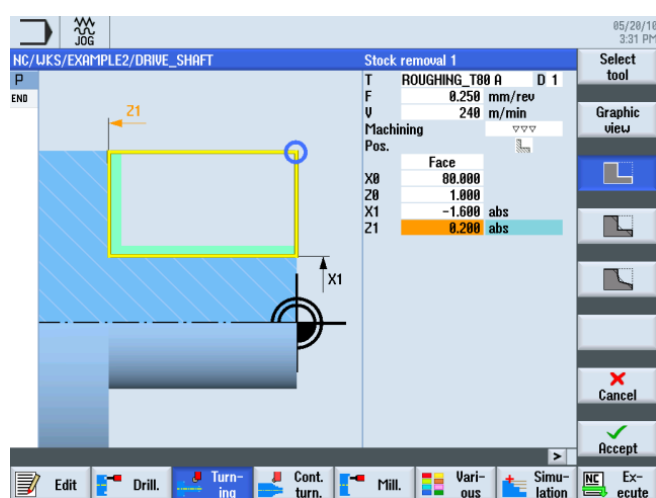 JOG
05/20/10
3:31 PM
NC/WKS/EXAMPLE2/DRIVE_SHAFT
Stock removal 1
Select tool
P
END
T ROUGHING_T80 A D 1
F 0.250 mm/rev
V 240 m/min
Machining ▽▽▽
Pos.
Face
X0 80.000
Z0 1.000
X1 -1.600 abs
Z1 0.200 abs
Z1
X1
Graphic view
Cancel
Accept
>
Edit
Drill.
Turn-
ing
Cont.
turn.
Mill.
Vari-
ous
Simu-
lation
NC
Ex-
ecute